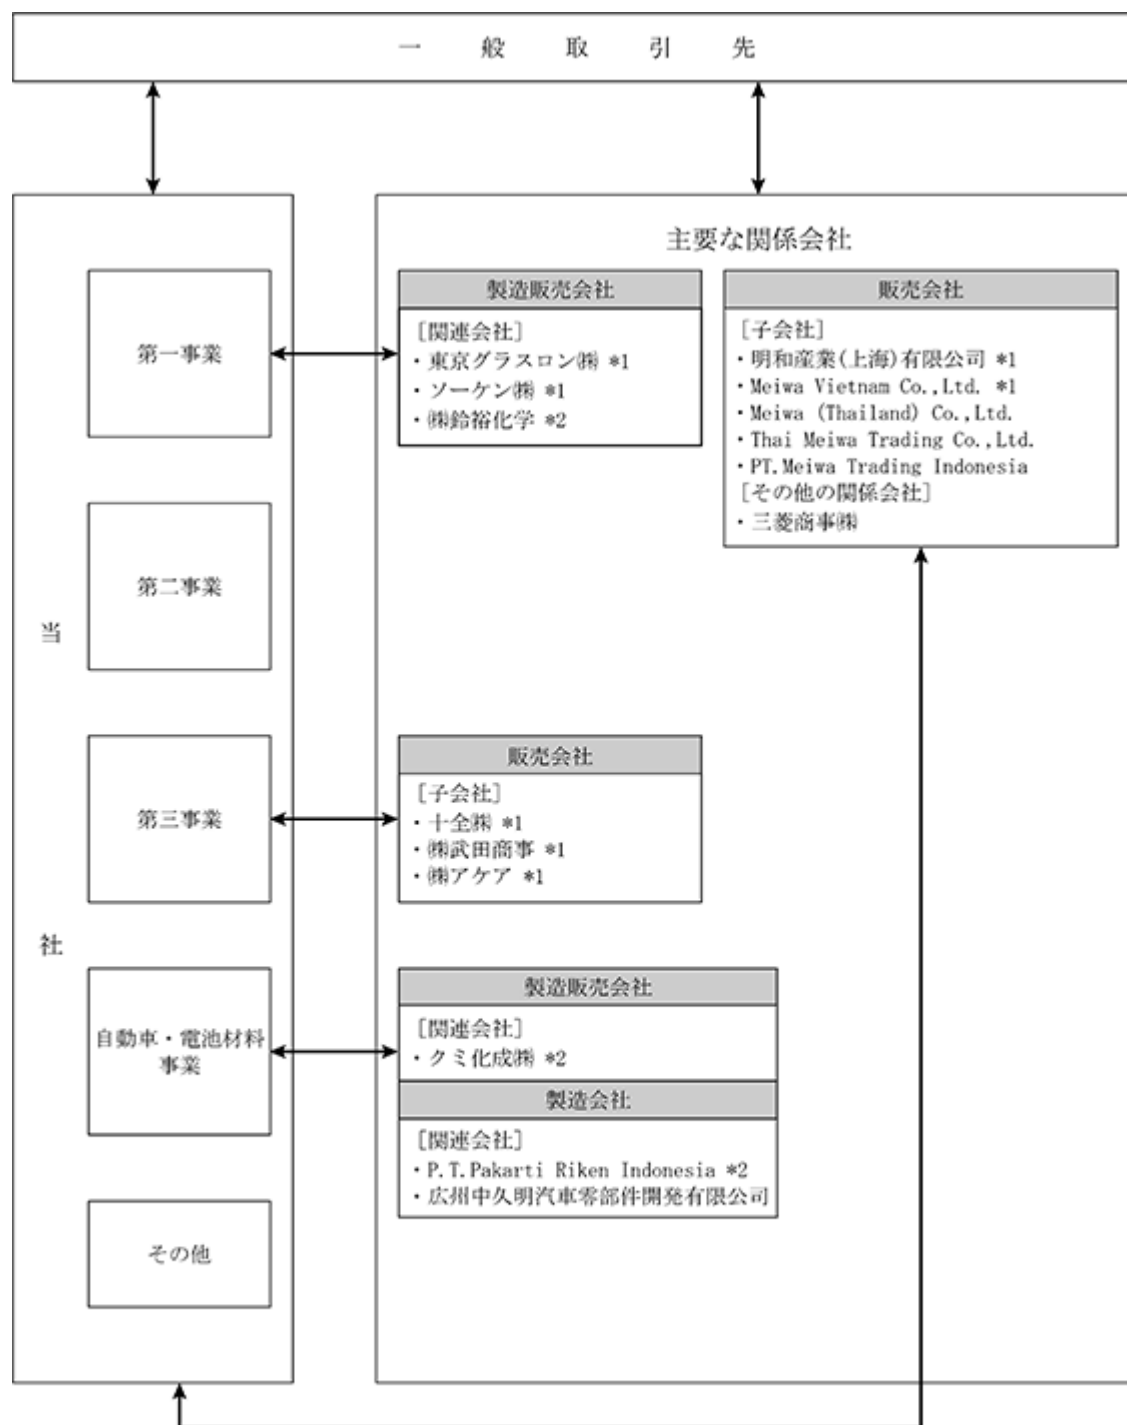 一般取引先
当社
第一事業
第二事業
第三事業
自動車・電池材料
事業
その他
主要な関係会社
製造販売会社
［関連会社］
・東京グラスロン㈱ *1
・ソーケン㈱ *1
・㈱鈴裕化学 *2
販売会社
［子会社］
・明和産業(上海)有限公司 *1
・Meiwa Vietnam Co.,Ltd. *1
・Meiwa (Thailand) Co.,Ltd.
・Thai Meiwa Trading Co.,Ltd.
・PT.Meiwa Trading Indonesia
［その他の関係会社］
・三菱商事㈱
販売会社
［子会社］
・十全㈱ *1
・㈱武田商事 *1
・㈱アケア *1
製造販売会社
［関連会社］
・クミ化成㈱ *2
製造会社
［関連会社］
・P.T.Pakarti Riken Indonesia *2
・広州中久明汽車零部件開発有限公司